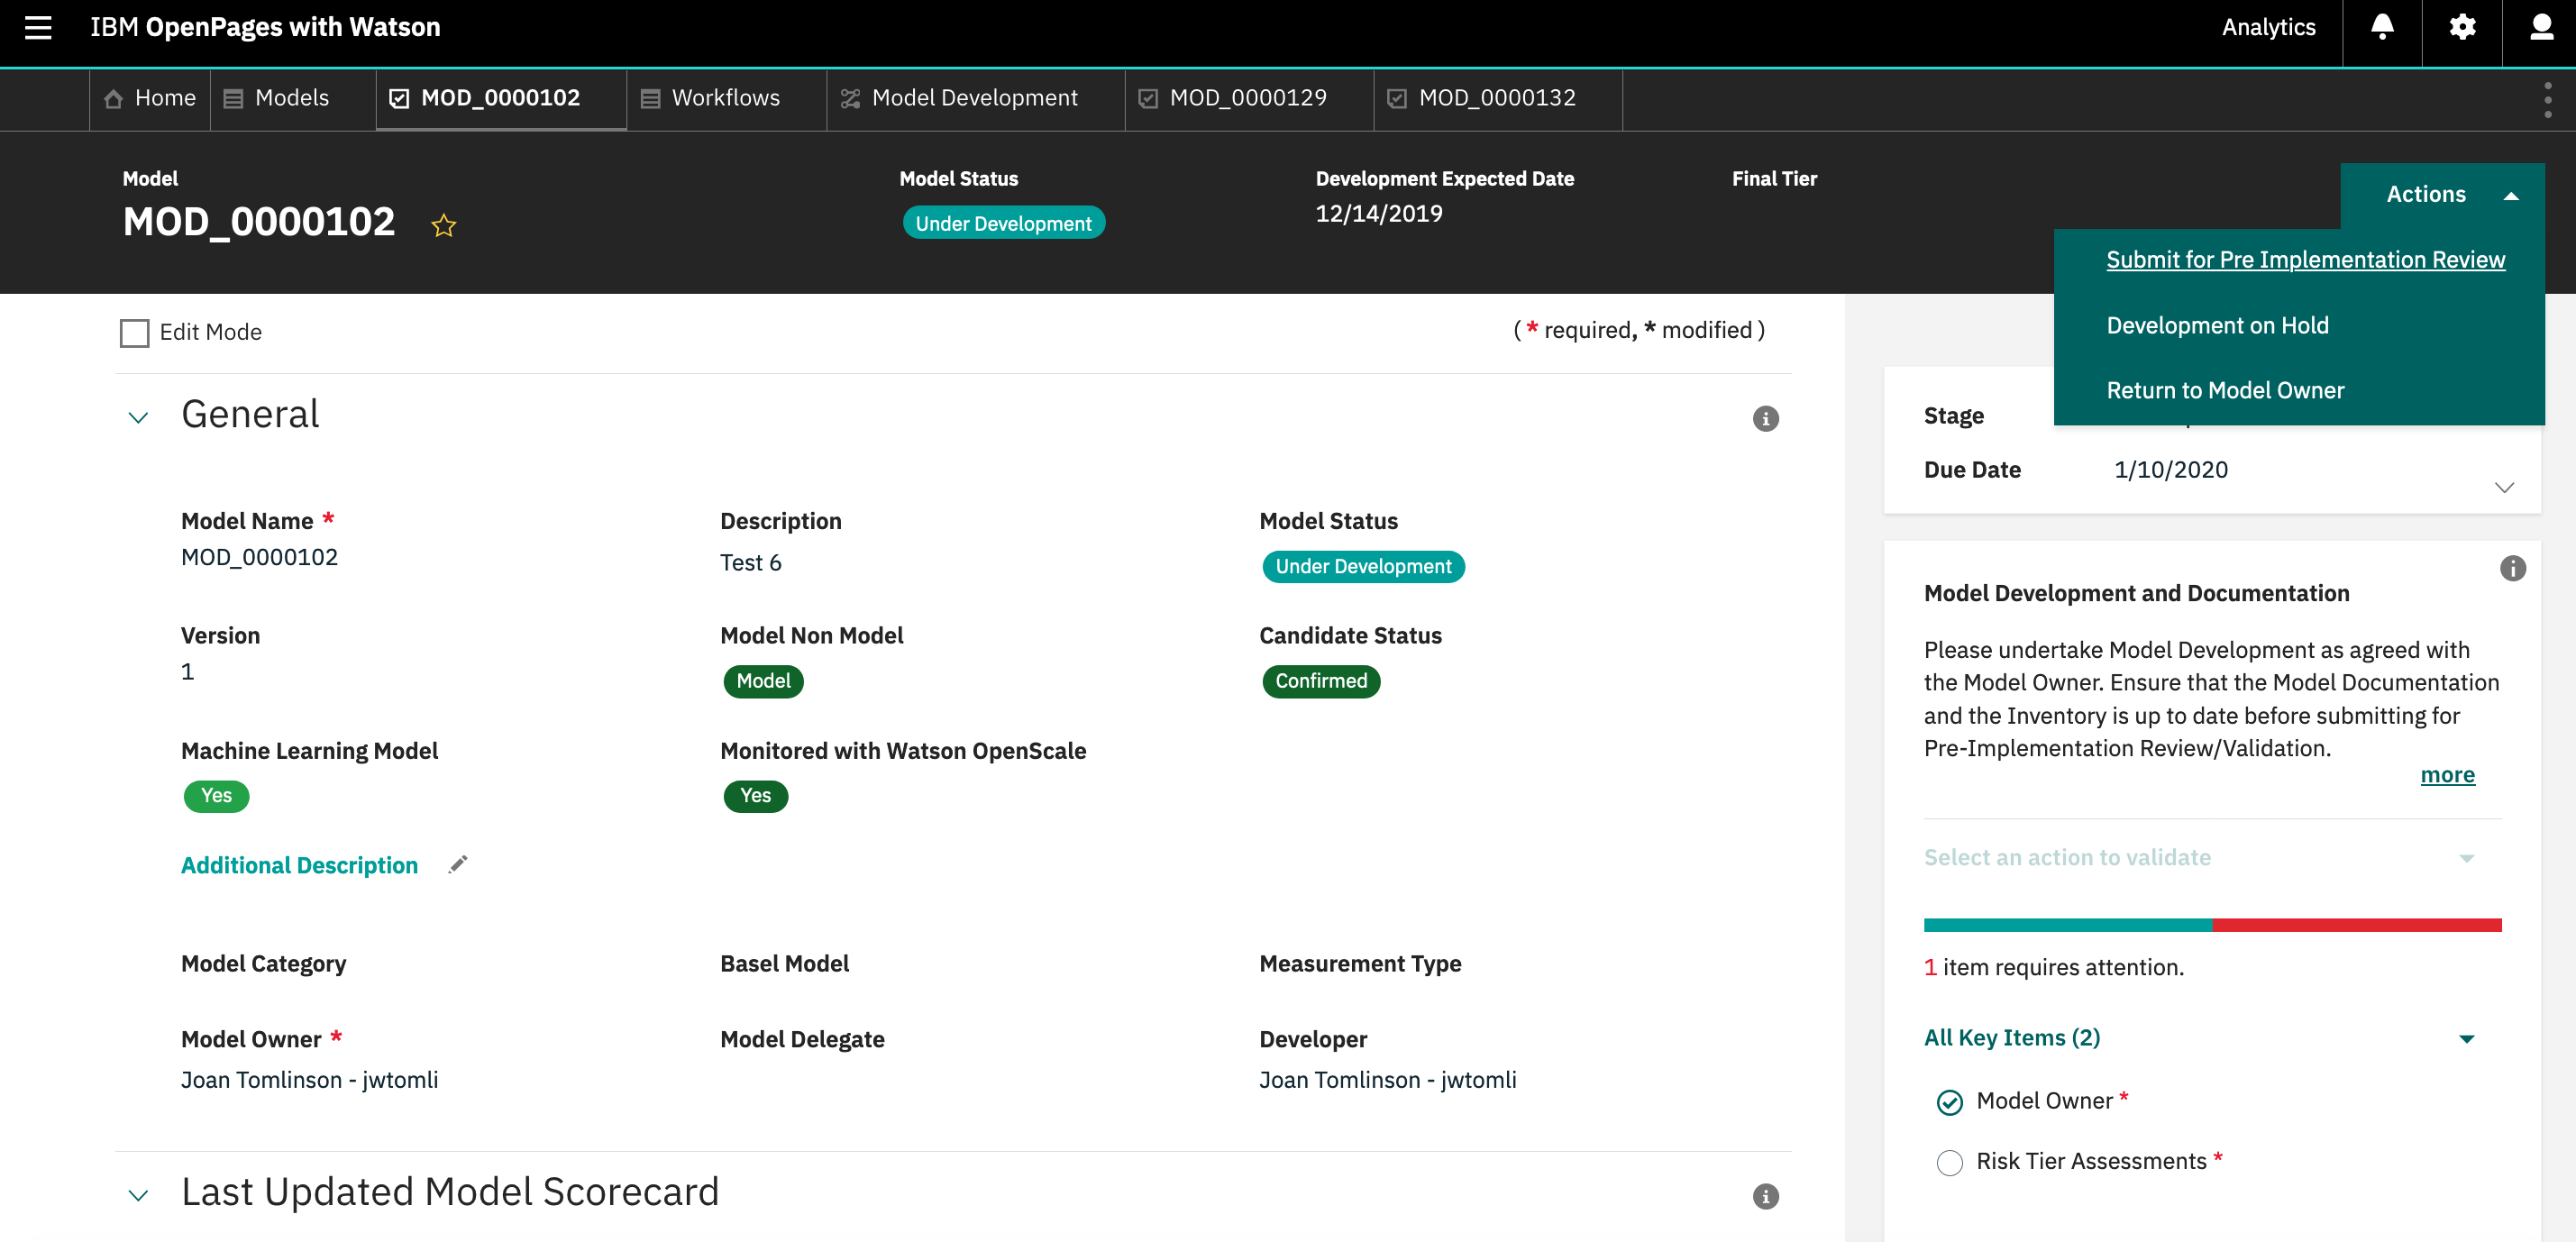 IBM OpenPages with Watson
Analytics
Home
Models
MOD_0000102
Workflows
Model Development
MOD_0000129
MOD_0000132
Model
MOD_0000102
Model Status
Under Development
Development Expected Date
12/14/2019
Final Tier
Actions
Submit for Pre Implementation Review
Development on Hold
Return to Model Owner
Edit Mode
( * required, * modified )
General
Model Name *
MOD_0000102
Description
Test 6
Model Status
Under Development
Version
1
Model Non Model
Model
Candidate Status
Confirmed
Machine Learning Model
Yes
Monitored with Watson OpenScale
Yes
Additional Description
Model Category
Basel Model
Measurement Type
Model Owner *
Joan Tomlinson - jwtomli
Model Delegate
Developer
Joan Tomlinson - jwtomli
Last Updated Model Scorecard
Stage
Due Date
1/10/2020
Model Development and Documentation
Please undertake Model Development as agreed with
the Model Owner. Ensure that the Model Documentation
and the Inventory is up to date before submitting for
Pre-Implementation Review/Validation.
more
Select an action to validate
1 item requires attention.
All Key Items (2)
Model Owner *
Risk Tier Assessments *